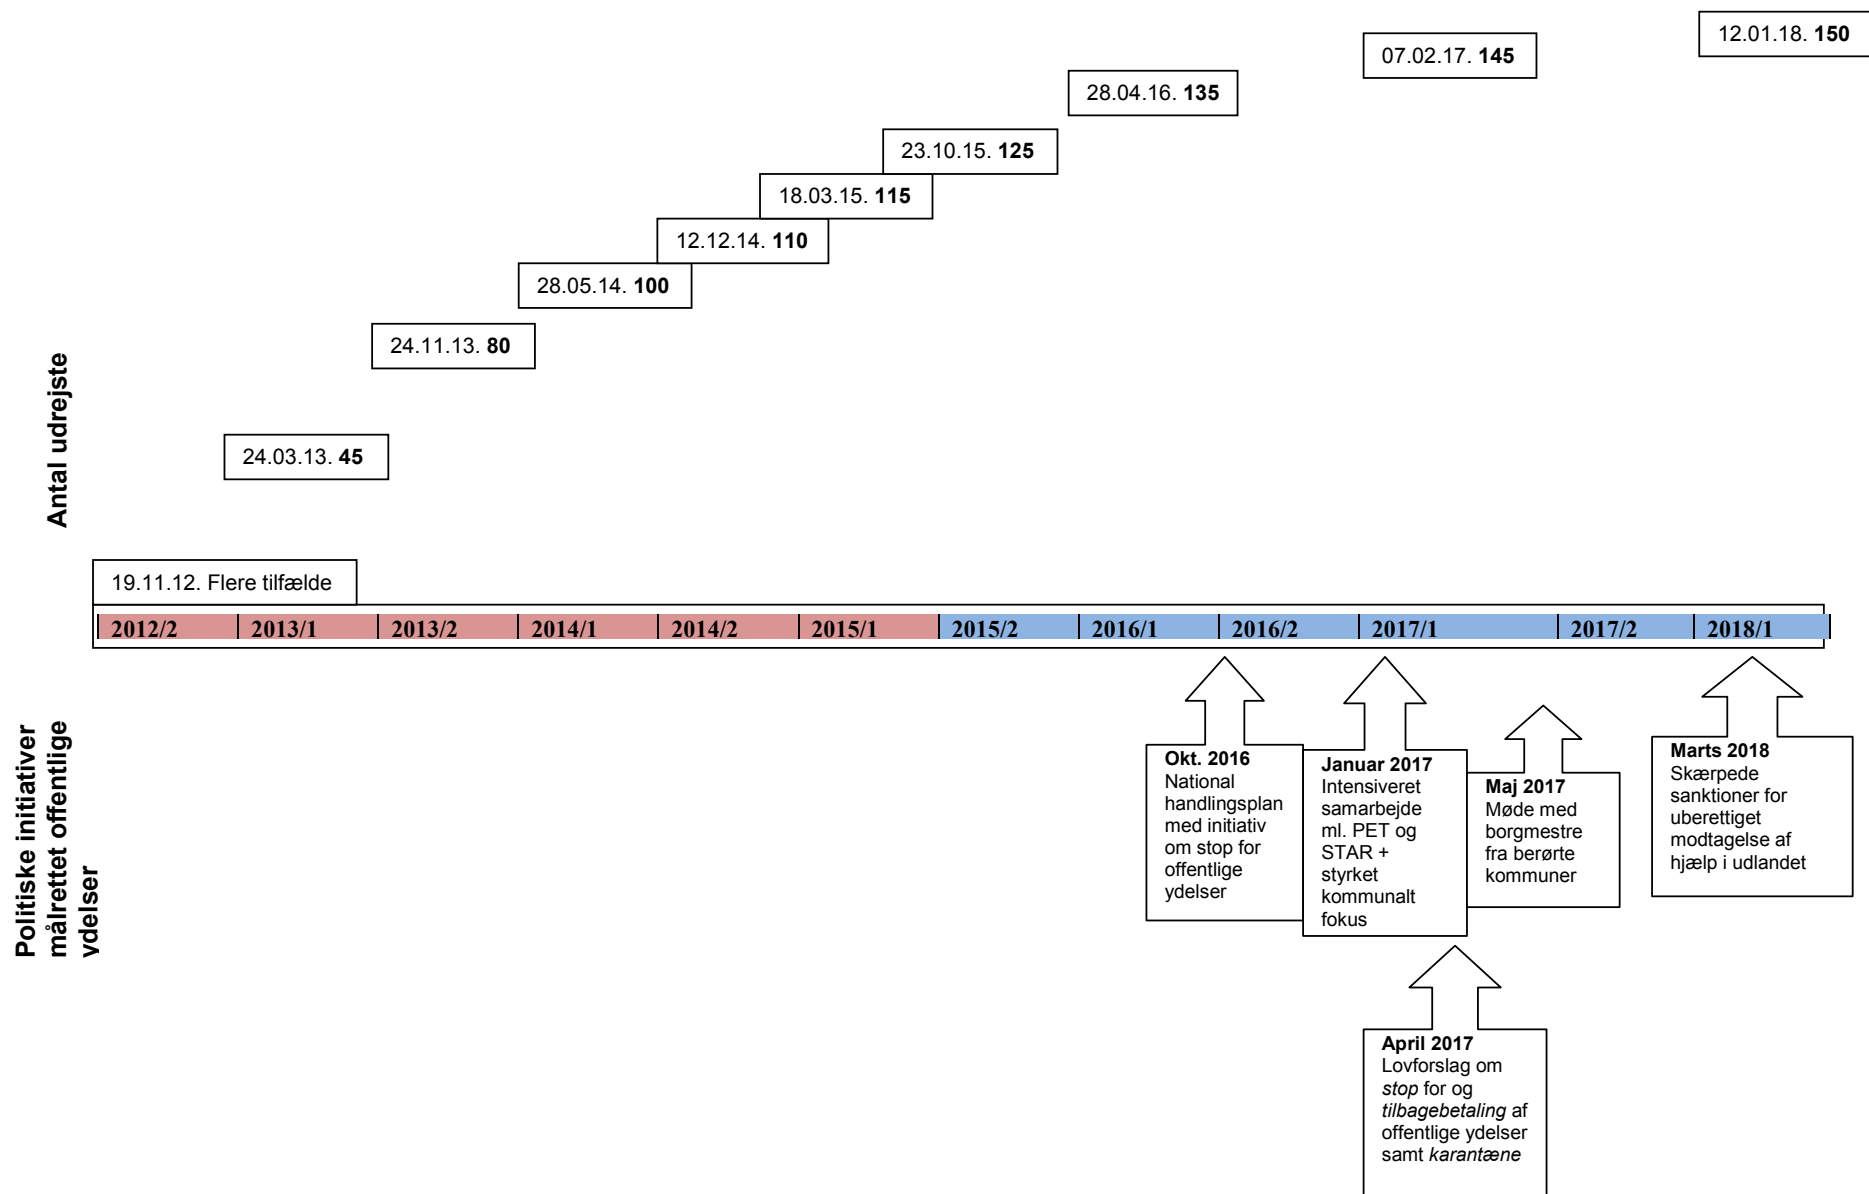 12.01.18. 150
07.02.17. 145
28.04.16. 135
23.10.15. 125
18.03.15. 115
12.12.14. 110
28.05.14. 100
24.11.13. 80
24.03.13. 45
Antal udrejste
19.11.12. Flere tilfælde
2012/2 2013/1 2013/2 2014/1 2014/2 2015/1 2015/2 2016/1 2016/2 2017/1 2017/2 2018/1
Politiske initiativer
målrettet offentlige
ydelser
Okt. 2016
National
handlingsplan
med initiativ
om stop for
offentlige
ydelser
Januar 2017
Intensiveret
samarbejde
ml. PET og
STAR +
styrket
kommunalt
fokus
Maj 2017
Møde med
borgmestre
fra berørte
kommuner
Marts 2018
Skærpede
sanktioner for
uberettiget
modtagelse af
hjælp i udlandet
April 2017
Lovforslag om
stop for og
tilbagebetaling af
offentlige ydelser
samt karantæne